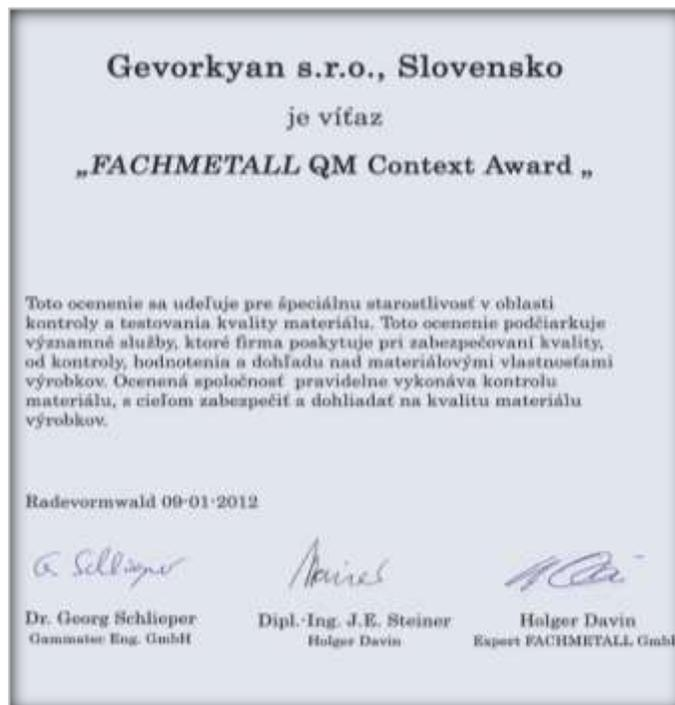 Gevorkyan s.r.o., Slovensko
je víťaz
„FACHMETALL QM Context Award „
Toto ocenenie sa udeľuje pre špeciálnu starostlivosť v oblasti
kontroly a testovania kvality materiálu. Toto ocenenie podčiarkuje
významné služby, ktoré firma poskytuje pri zabezpečovaní kvality,
od kontroly, hodnotenia a dohľadu nad materiálovými vlastnosťami
výrobkov. Ocenená spoločnosť pravidelne vykonáva kontrolu
materiálu, s cieľom zabezpečiť a dohliadať na kvalitu materiálu
výrobkov.
Radevormwald 09-01-2012
G. Schlieper
Dr. Georg Schlieper Dipl.-Ing. J.E. Steiner Holger Davin
Gammatec Eng. GmbH Holger Davin Expert FACHMETALL GmbH